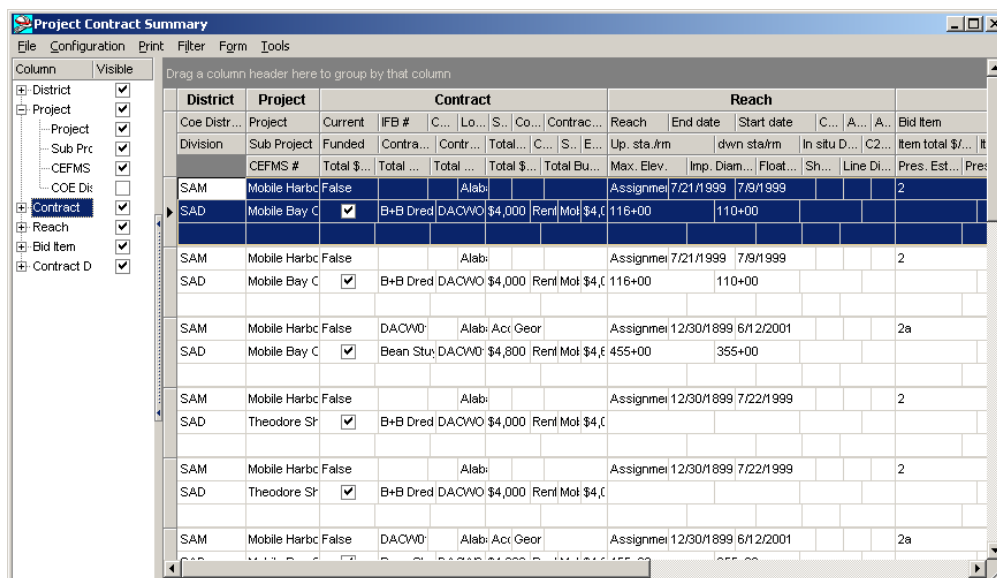 Project Contract Summary
File Configuration Print Filter Form Tools
Column Visible
District
Project
Project
Sub Prc
CEFMS
COE Dis
Contract
Reach
Bid Item
Contract D
Drag a column header here to group by that column
District Project Contract Reach
Coe Distr... Project Current IFB # C... Lo... S... Co... Contrac... Reach End date Start date C... A... A... Bid Item
Division Sub Project Funded Contra... Contr... Total... C... S... E... Up. sta./rm dwn sta/rm In situ D... C2... Item total $/... It
CEFMS # Total $... Total ... Total ... Total $... Total Bu... Max. Elev. Imp. Diam... Float... Sh... Line Di... Pres. Est... Pres
SAM Mobile Harbc False Alab: Assignmei 7/21/1999 7/9/1999 2
SAD Mobile Bay C B+B Dred DACWO $4,000 Rent Mob $4,( 116+00 110+00
SAM Mobile Harbc False Alab: Assignmei 7/21/1999 7/9/1999 2
SAD Mobile Bay C B+B Dred DACWO $4,000 Rent Mob $4,( 116+00 110+00
SAM Mobile Harbc False DACW0 Alab: Acc Geor Assignmei 12/30/1899 6/12/2001 2a
SAD Mobile Bay C Bean Stuy DACW0 $4,800 Rent Mob $4,6 455+00 355+00
SAM Mobile Harbc False Alab: Assignmei 12/30/1899 7/22/1999 2
SAD Theodore Sh B+B Dred DACWO $4,000 Rent Mob $4,(
SAM Mobile Harbc False Alab: Assignmei 12/30/1899 7/22/1999 2
SAD Theodore Sh B+B Dred DACWO $4,000 Rent Mob $4,(
SAM Mobile Harbc False DACW0 Alab: Acc Geor Assignmei 12/30/1899 6/12/2001 2a